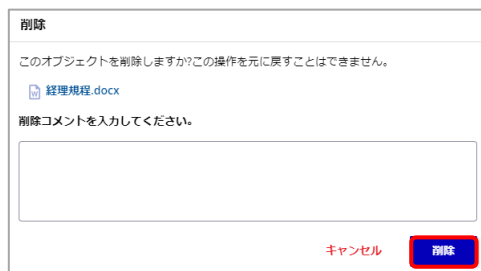 削除
このオブジェクトを削除しますか?この操作を元に戻すことはできません。
経理規程.docx
削除コメントを入力してください。
キャンセル 削除